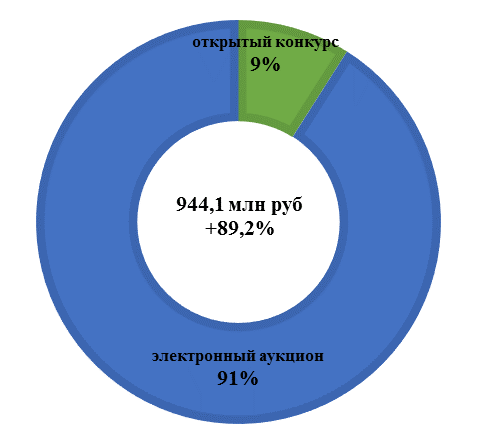 открытый конкурс
9%
944,1 млн руб
+89,2%
электронный аукцион
91%